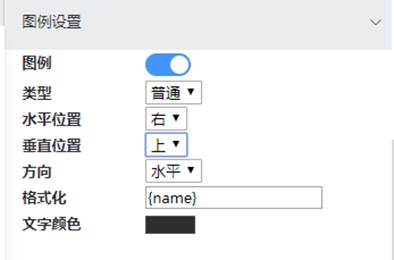 图例设置
图例
类型 普通
水平位置 右
垂直位置 上
方向 水平
格式化 {name}
文字颜色